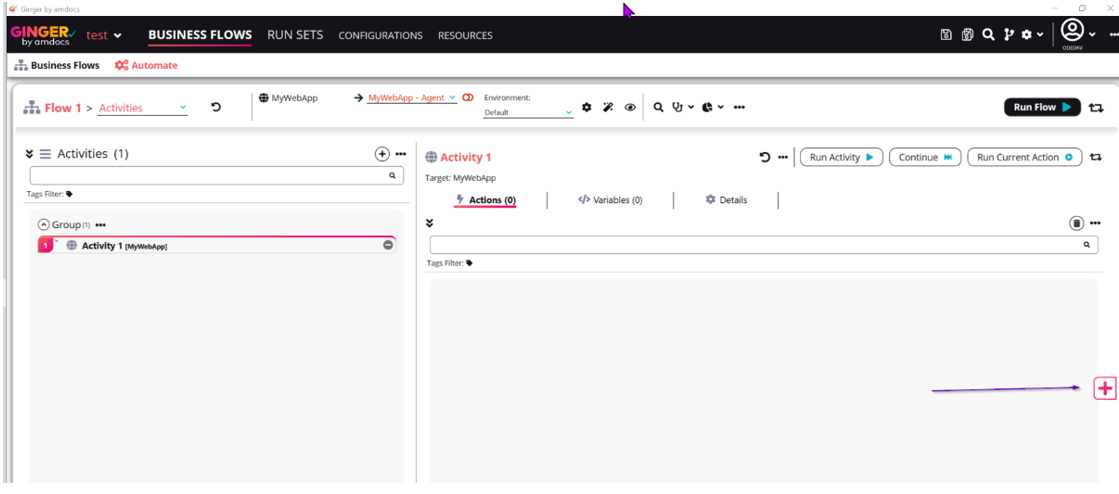 Ginger by amdocs
GINGER by amdocs test BUSINESS FLOWS RUN SETS CONFIGURATIONS RESOURCES ODEDAV
Business Flows Automate
Flow 1 > Activities MyWebApp MyWebApp - Agent Environment: Default Run Flow
Activities (1)
Tags Filter:
Group (1)
1 Activity 1 [MyWebApp]
Activity 1 Run Activity Continue Run Current Action
Target: MyWebApp
Actions (0) Variables (0) Details
Tags Filter: